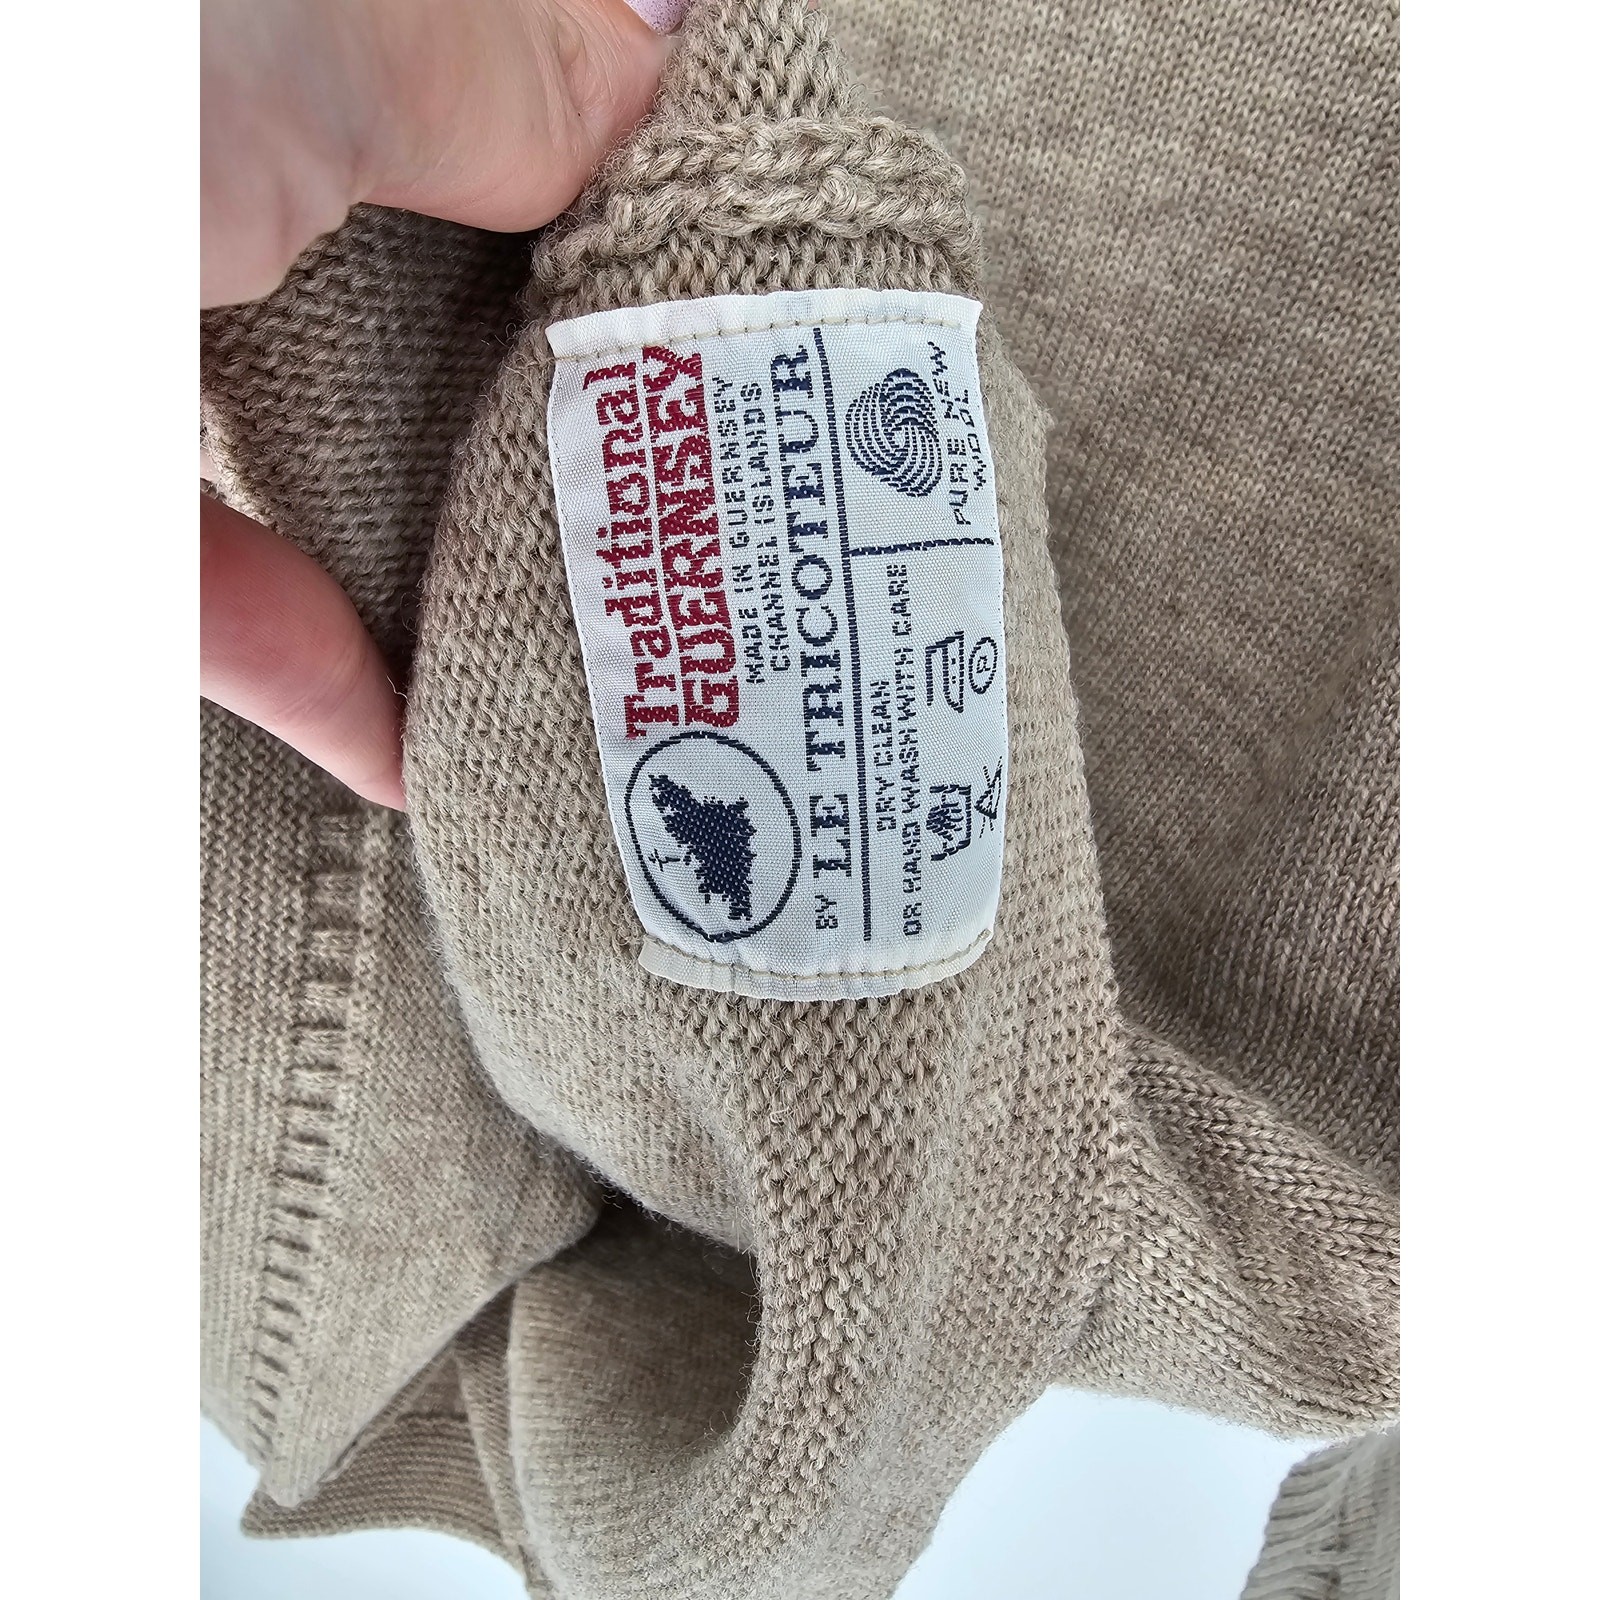 Traditional
GUERNSEY
MADE IN GUERNSEY
CHANNEL ISLANDS
BY LE TRICOTEUR
DRY CLEAN
OR HAND WASH WITH CARE
P
PURE NEW
WOOL